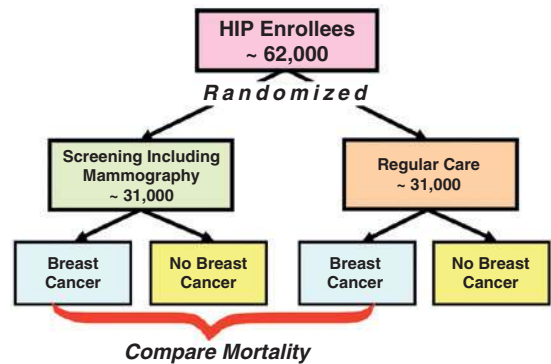 HIP Enrollees
~ 62,000
Randomized
Screening Including
Mammography
~ 31,000
Regular Care
~ 31,000
Breast
Cancer
No Breast
Cancer
Breast
Cancer
No Breast
Cancer
Compare Mortality